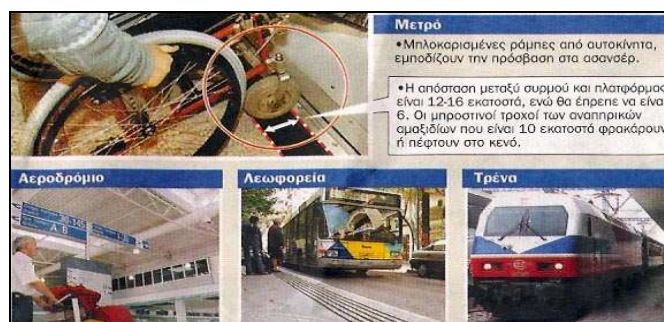 Μετρό
•Μπλοκαρισμένες ράμπες από αυτοκίνητα,
εμποδίζουν την πρόσβαση στα ασανσέρ.
•Η απόσταση μεταξύ συρμού και πλατφόρμας
είναι 12-16 εκατοστά, ενώ θα έπρεπε να είναι
6. Οι μπροστινοί τροχοί των αναπηρικών
αμαξιδίων που είναι 10 εκατοστά φρακάρουν
ή πέφτουν στο κενό.
Αεροδρόμιο
Λεωφορεία
Τρένα
A B